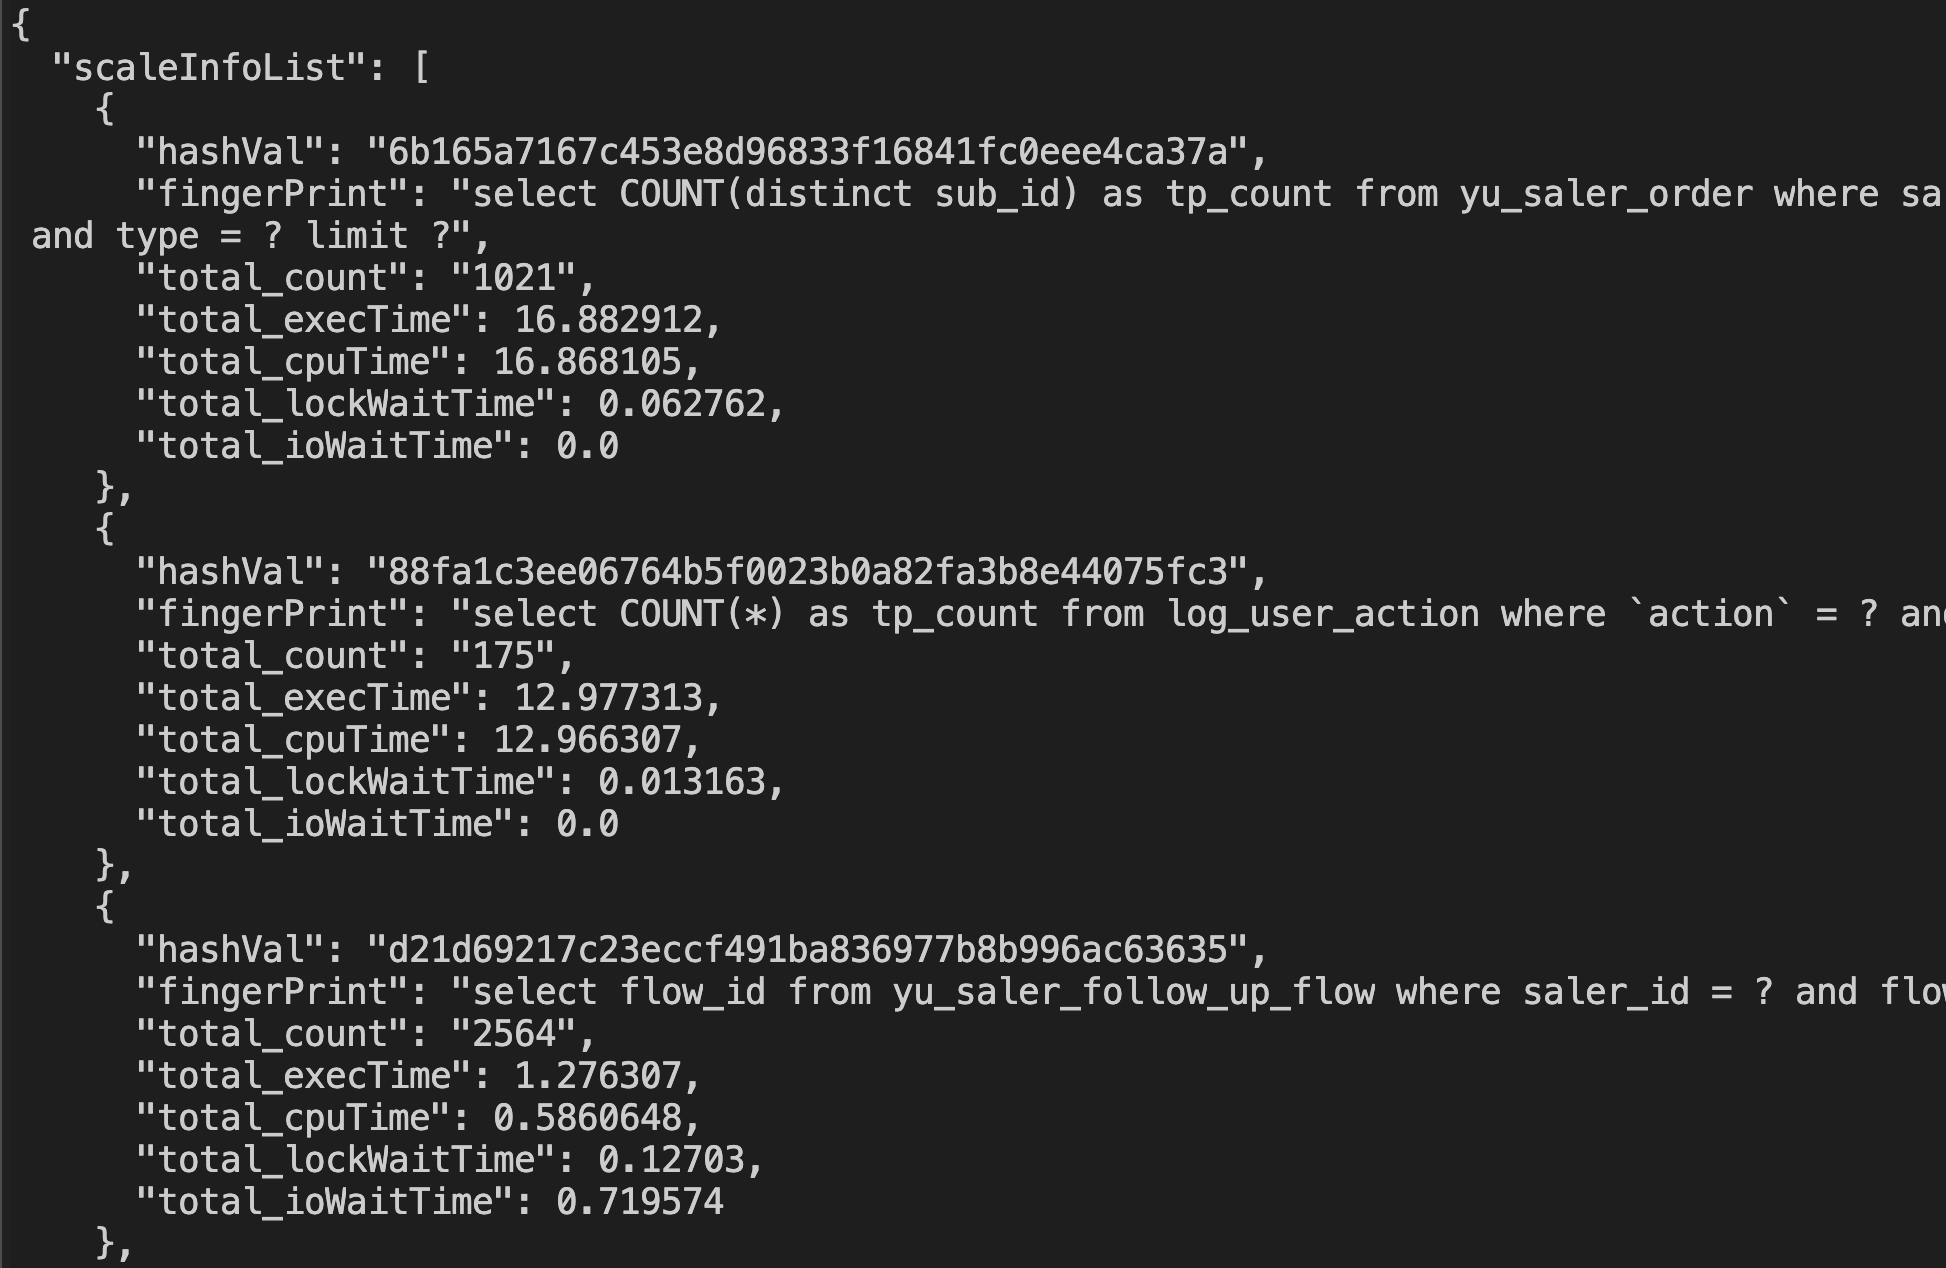 {
"scaleInfoList": [
{
"hashVal": "6b165a7167c453e8d96833f16841fc0eee4ca37a",
"fingerPrint": "select COUNT(distinct sub_id) as tp_count from yu_saler_order where sa
and type = ? limit ?",
"total_count": "1021",
"total_execTime": 16.882912,
"total_cpuTime": 16.868105,
"total_lockWaitTime": 0.062762,
"total_ioWaitTime": 0.0
},
{
"hashVal": "88fa1c3ee06764b5f0023b0a82fa3b8e44075fc3",
"fingerPrint": "select COUNT(*) as tp_count from log_user_action where `action` = ? and
"total_count": "175",
"total_execTime": 12.977313,
"total_cpuTime": 12.966307,
"total_lockWaitTime": 0.013163,
"total_ioWaitTime": 0.0
},
{
"hashVal": "d21d69217c23eccf491ba836977b8b996ac63635",
"fingerPrint": "select flow_id from yu_saler_follow_up_flow where saler_id = ? and flow
"total_count": "2564",
"total_execTime": 1.276307,
"total_cpuTime": 0.5860648,
"total_lockWaitTime": 0.12703,
"total_ioWaitTime": 0.719574
},